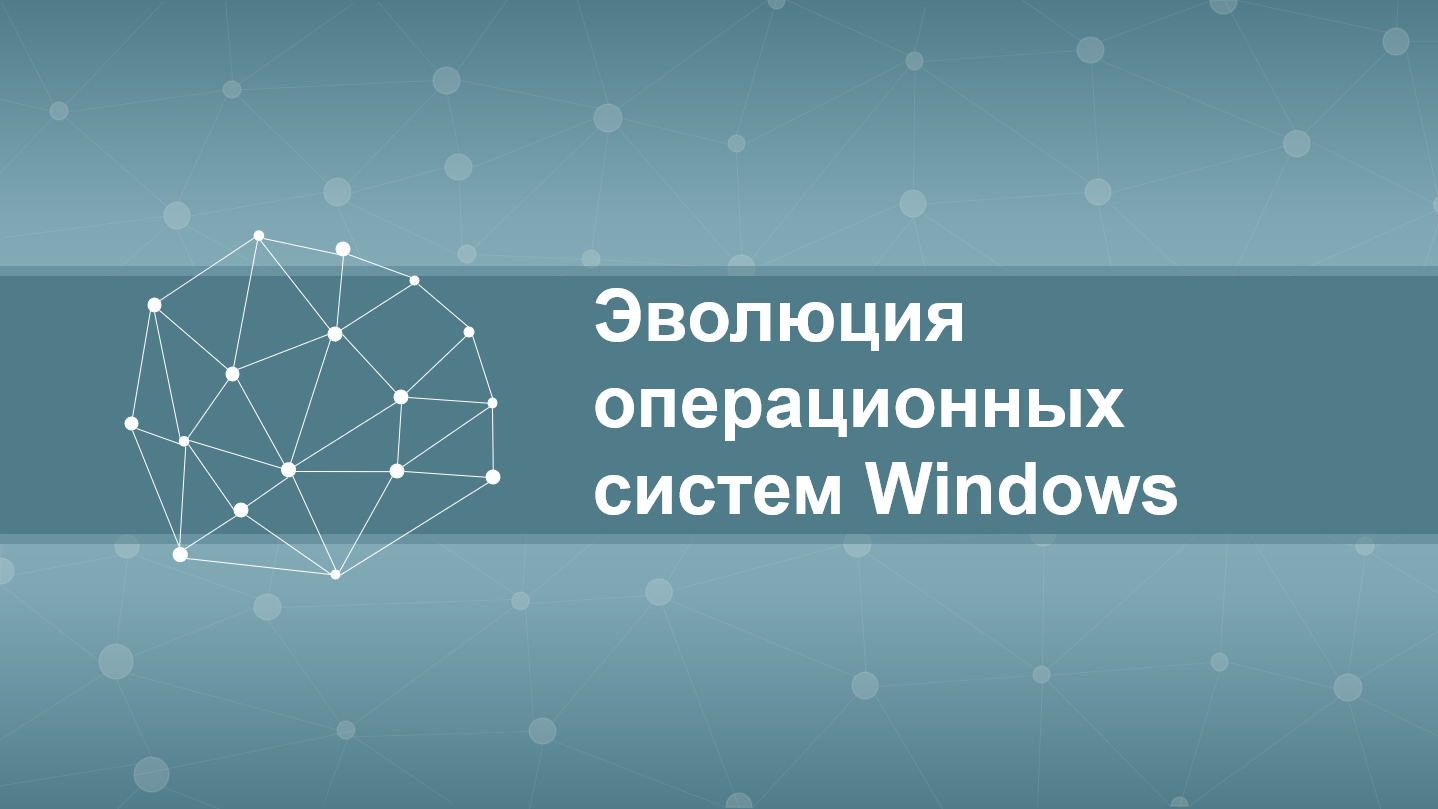 Эволюция
операционных
систем Windows